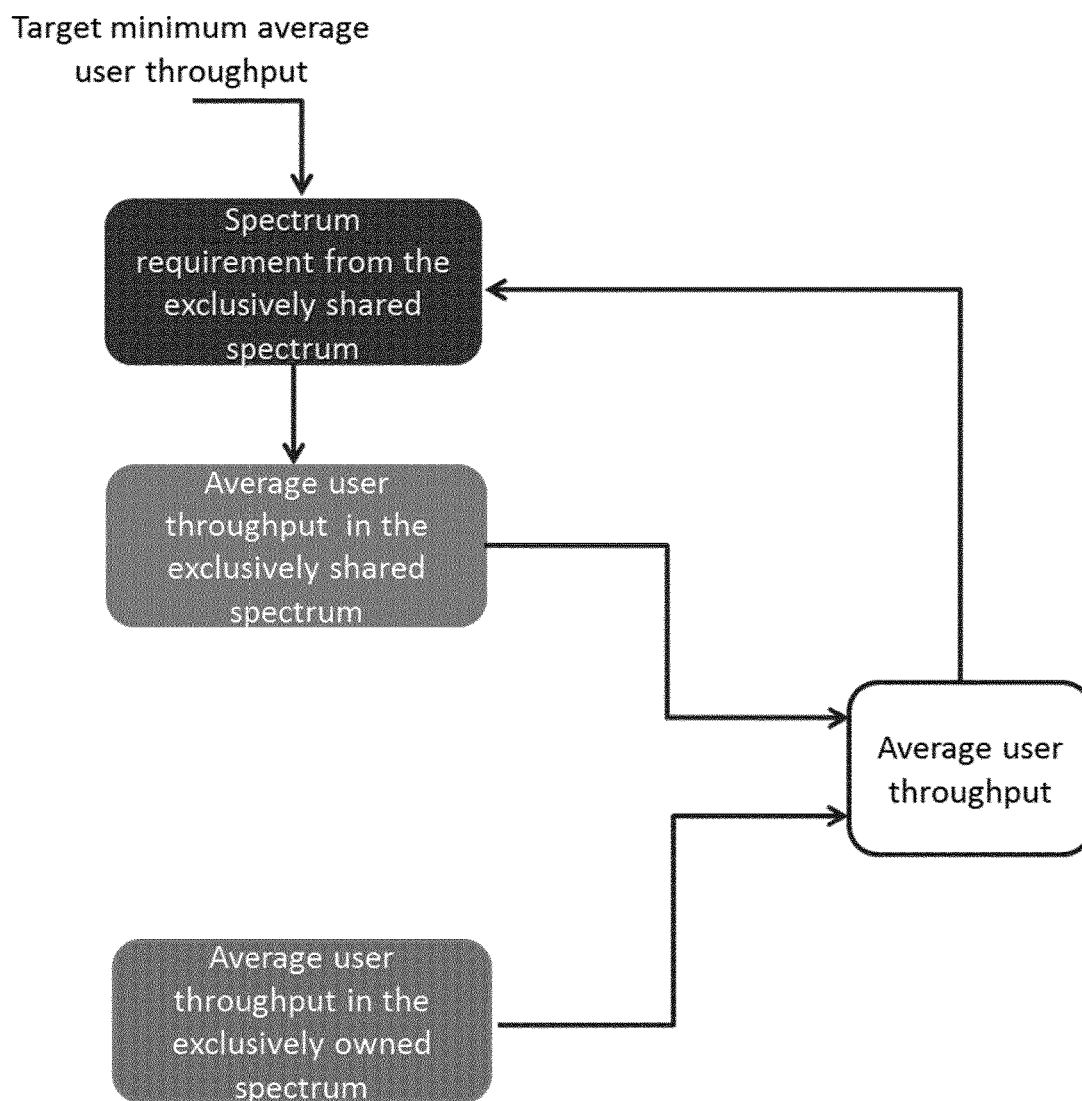 Target minimum average
user throughput
Spectrum
requirement from the
exclusively shared
spectrum
Average user
throughput in the
exclusively shared
spectrum
Average user
throughput
Average user
throughput in the
exclusively owned
spectrum